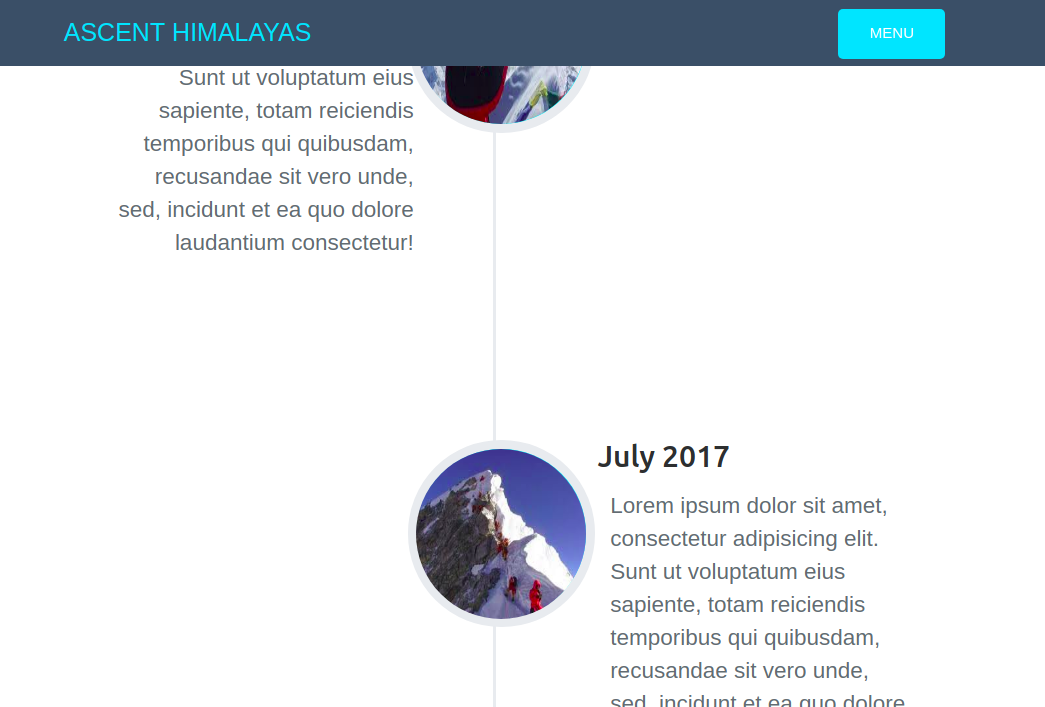 ASCENT HIMALAYAS
MENU
Sunt ut voluptatum eius
sapiente, totam reiciendis
temporibus qui quibusdam,
recusandae sit vero unde,
sed, incidunt et ea quo dolore
laudantium consectetur!
July 2017
Lorem ipsum dolor sit amet,
consectetur adipisicing elit.
Sunt ut voluptatum eius
sapiente, totam reiciendis
temporibus qui quibusdam,
recusandae sit vero unde,
sed, incidunt et ea quo dolore